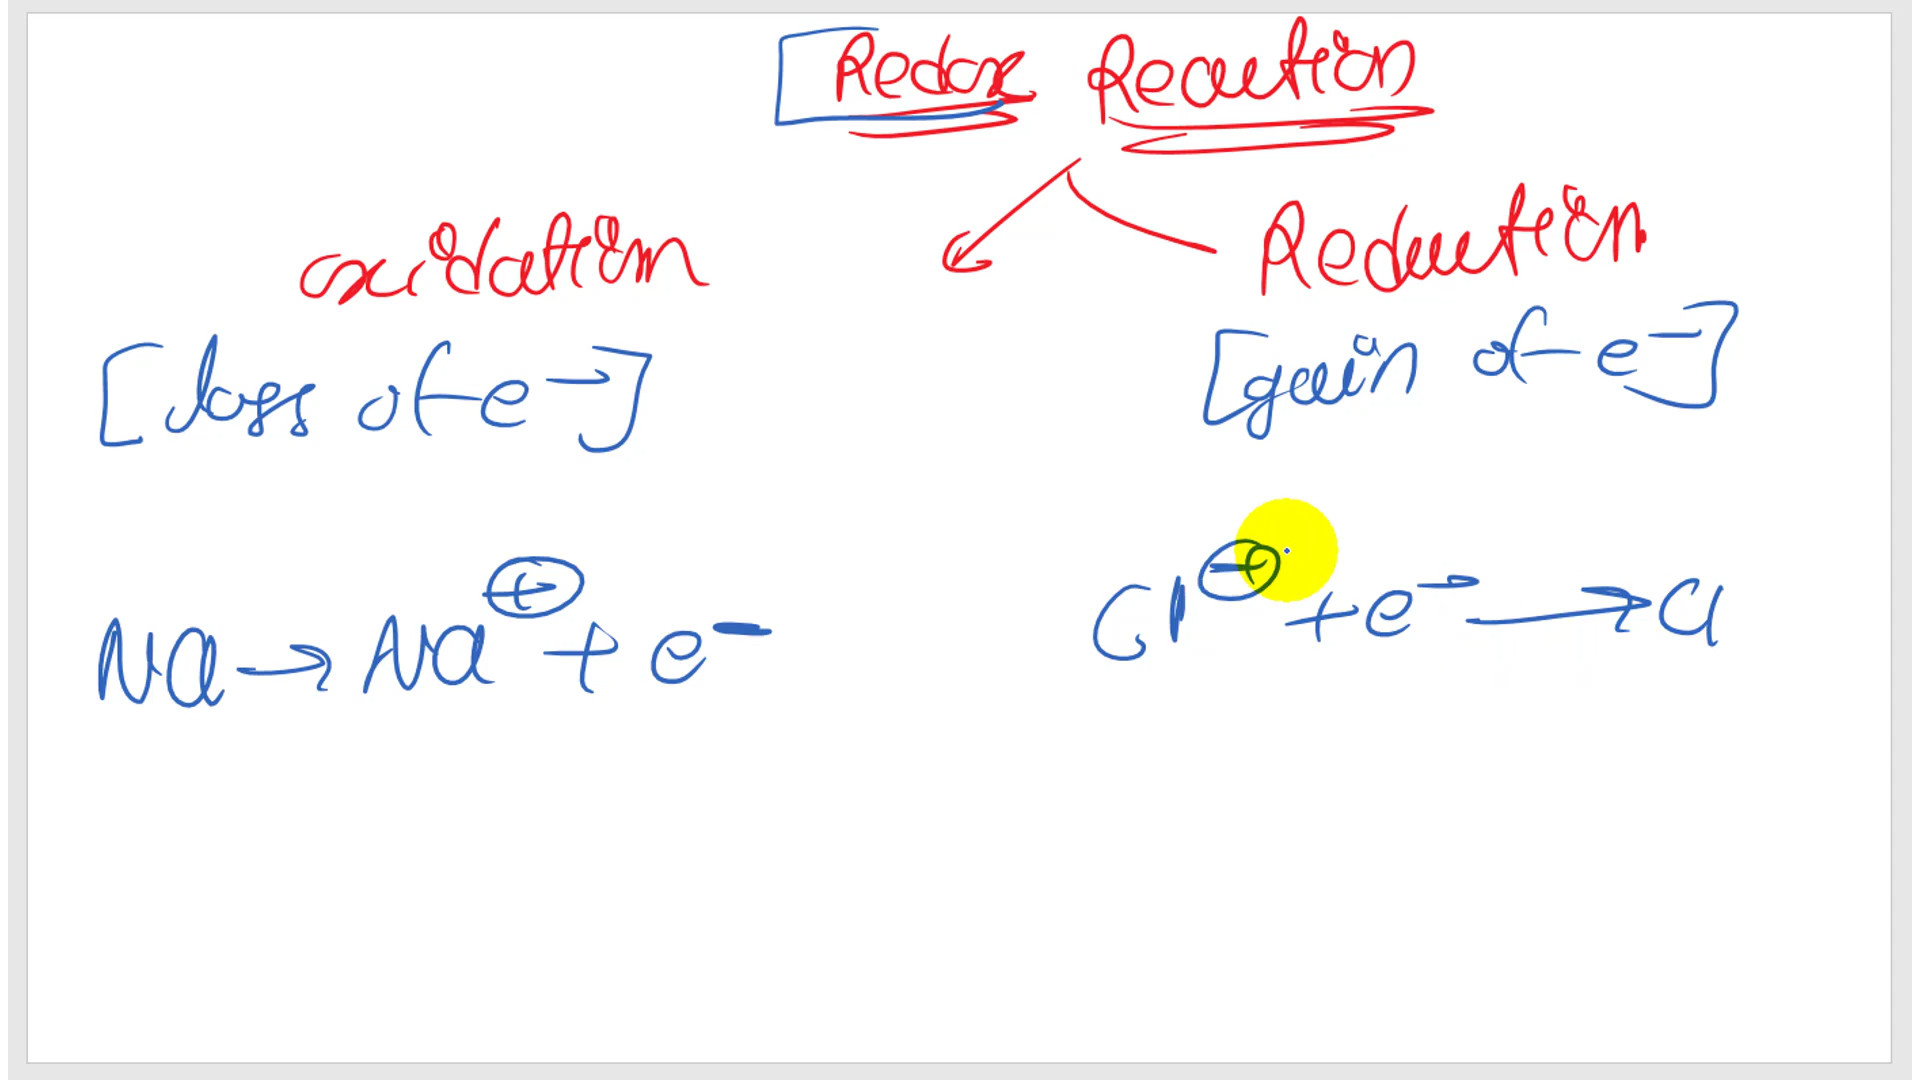 Redox Reaction
oxidation Reduction
[loss of e⁻] [gain of e⁻]
Na → Na⁺ + e⁻ Cl⁻ + e⁻ → Cl